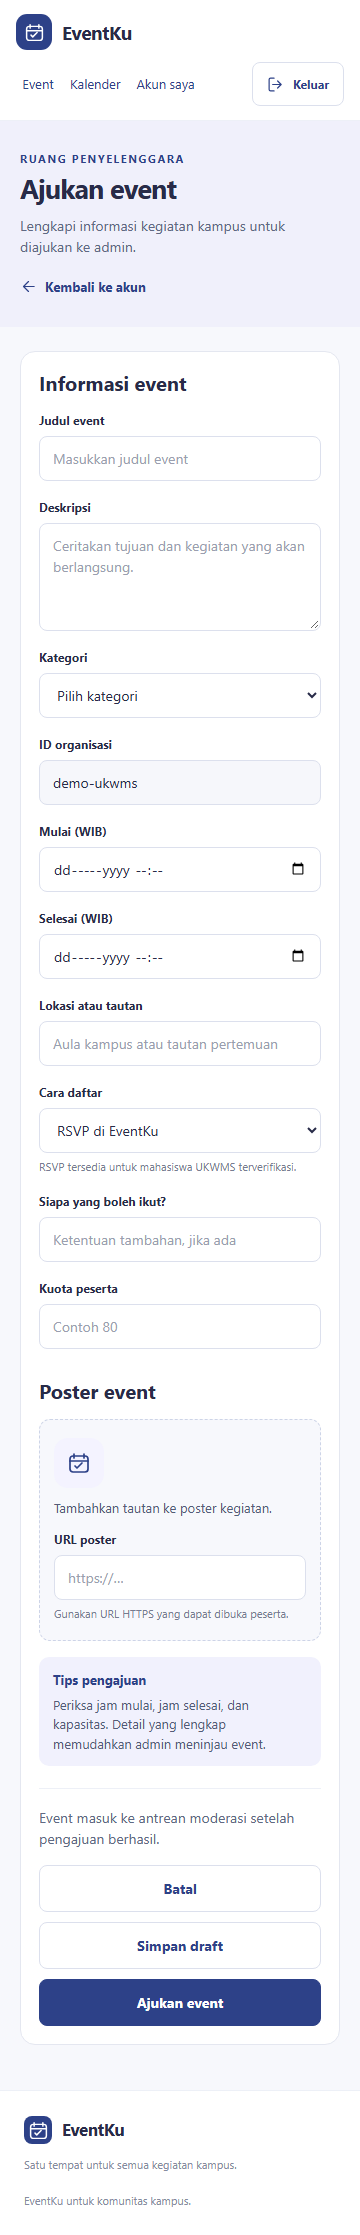 EventKu
Event Kalender Akun saya Keluar
RUANG PENYELENGGARA
Ajukan event
Lengkapi informasi kegiatan kampus untuk
diajukan ke admin.
Kembali ke akun
Informasi event
Judul event
Masukkan judul event
Deskripsi
Ceritakan tujuan dan kegiatan yang akan
berlangsung.
Kategori
Pilih kategori
ID organisasi
demo-ukwms
Mulai (WIB)
dd-----yyyy --:--
Selesai (WIB)
dd-----yyyy --:--
Lokasi atau tautan
Aula kampus atau tautan pertemuan
Cara daftar
RSVP di EventKu
RSVP tersedia untuk mahasiswa UKWMS terverifikasi.
Siapa yang boleh ikut?
Ketentuan tambahan, jika ada
Kuota peserta
Contoh 80
Poster event
Tambahkan tautan ke poster kegiatan.
URL poster
https://...
Gunakan URL HTTPS yang dapat dibuka peserta.
Tips pengajuan
Periksa jam mulai, jam selesai, dan
kapasitas. Detail yang lengkap
memudahkan admin meninjau event.
Event masuk ke antrean moderasi setelah
pengajuan berhasil.
Batal
Simpan draft
Ajukan event
EventKu
Satu tempat untuk semua kegiatan kampus.
EventKu untuk komunitas kampus.